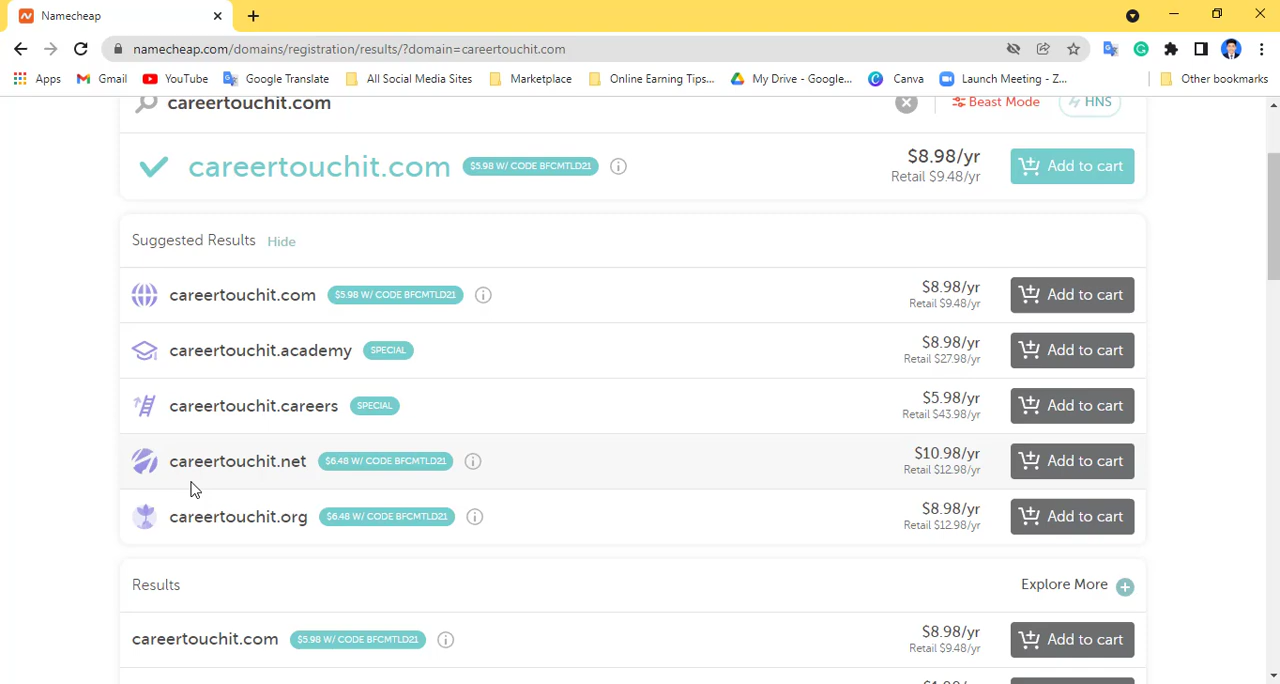 Namecheap
namecheap.com/domains/registration/results/?domain=careertouchit.com
Apps Gmail YouTube Google Translate All Social Media Sites Marketplace Online Earning Tips... My Drive - Google... Canva Launch Meeting - Z... Other bookmarks
careertouchit.com Beast Mode HNS
careertouchit.com $5.98 W/ CODE BFCMTLD21 $8.98/yr Add to cart
Retail $9.48/yr
Suggested Results Hide
careertouchit.com $5.98 W/ CODE BFCMTLD21 $8.98/yr Add to cart
Retail $9.48/yr
careertouchit.academy SPECIAL $8.98/yr Add to cart
Retail $27.98/yr
careertouchit.careers SPECIAL $5.98/yr Add to cart
Retail $43.98/yr
careertouchit.net $6.48 W/ CODE BFCMTLD21 $10.98/yr Add to cart
Retail $12.98/yr
careertouchit.org $6.48 W/ CODE BFCMTLD21 $8.98/yr Add to cart
Retail $12.98/yr
Results Explore More
careertouchit.com $5.98 W/ CODE BFCMTLD21 $8.98/yr Add to cart
Retail $9.48/yr